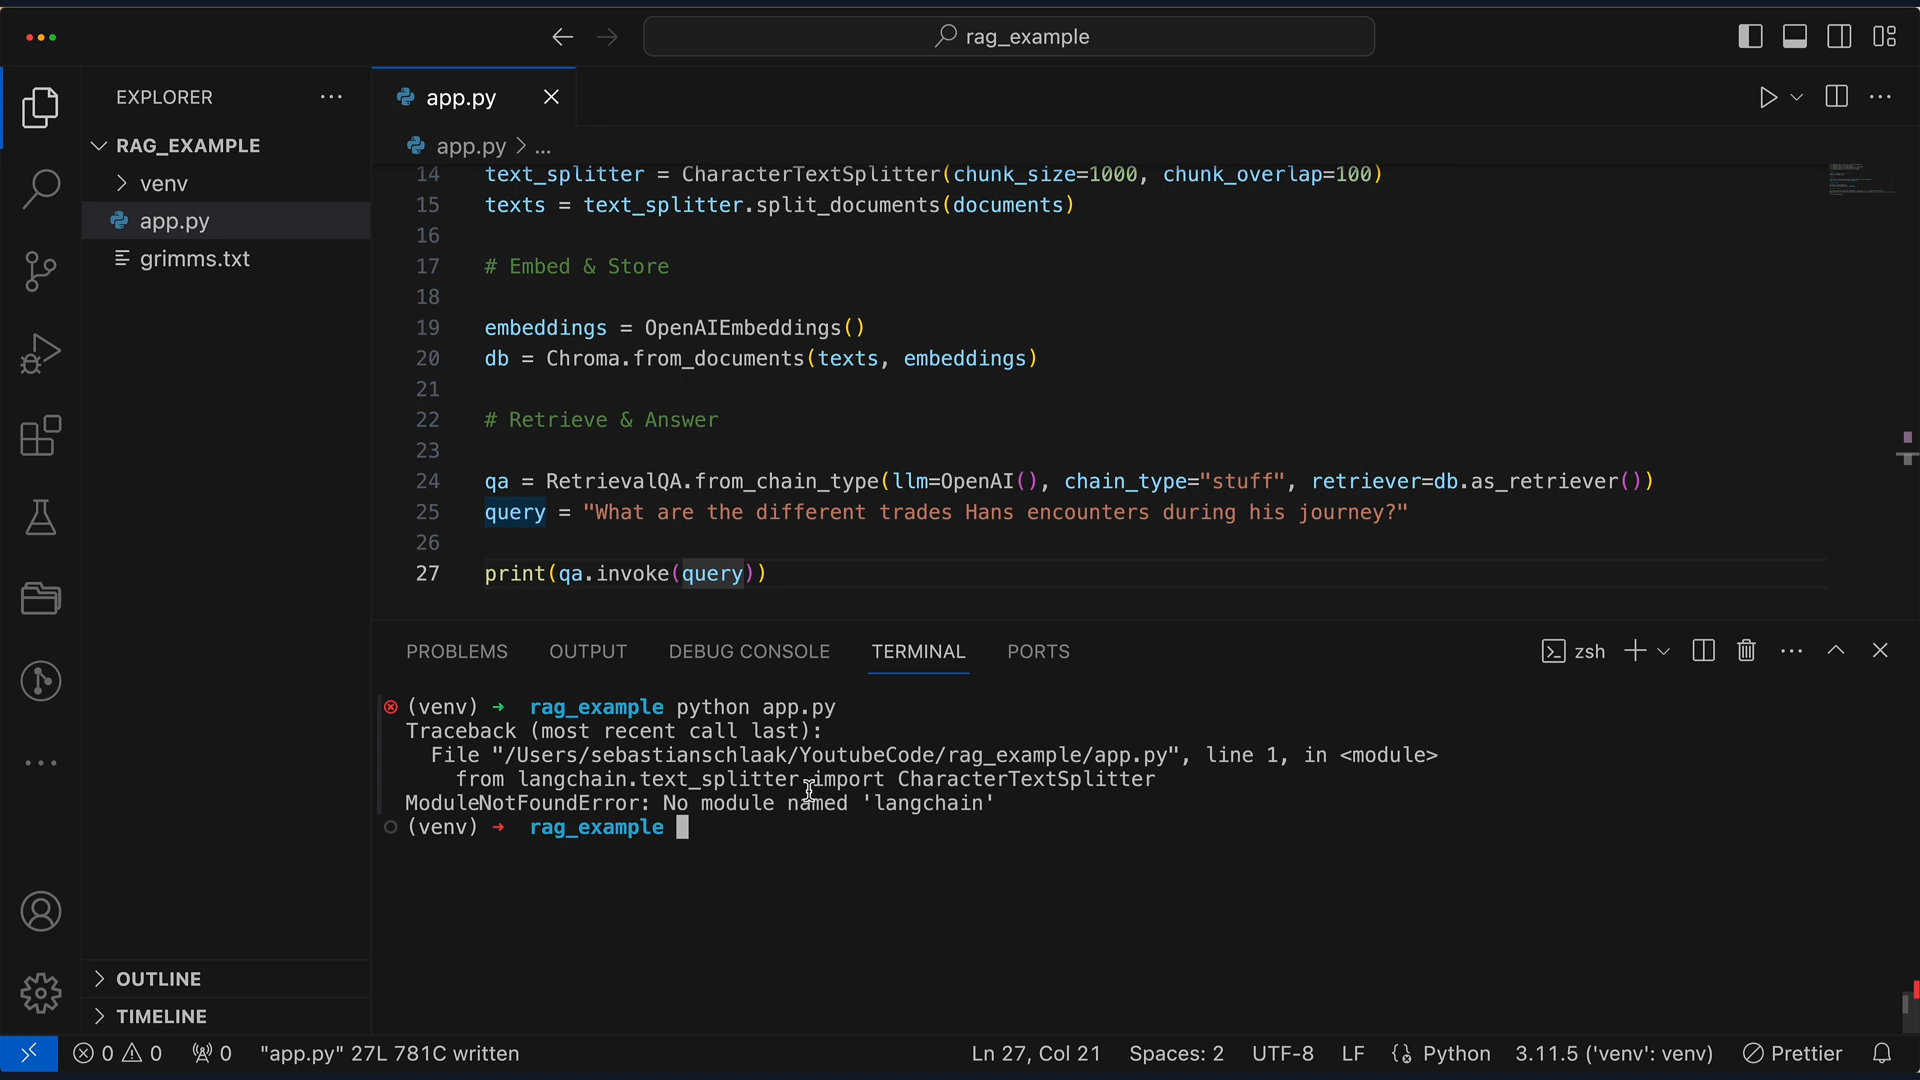 rag_example
EXPLORER
RAG_EXAMPLE
venv
app.py
grimms.txt
OUTLINE
TIMELINE
app.py
app.py > ...
14 text_splitter = CharacterTextSplitter(chunk_size=1000, chunk_overlap=100)
15 texts = text_splitter.split_documents(documents)
16
17 # Embed & Store
18
19 embeddings = OpenAIEmbeddings()
20 db = Chroma.from_documents(texts, embeddings)
21
22 # Retrieve & Answer
23
24 qa = RetrievalQA.from_chain_type(llm=OpenAI(), chain_type="stuff", retriever=db.as_retriever())
25 query = "What are the different trades Hans encounters during his journey?"
26
27 print(qa.invoke(query))
PROBLEMS OUTPUT DEBUG CONSOLE TERMINAL PORTS zsh
(venv) → rag_example python app.py
Traceback (most recent call last):
File "/Users/sebastianschlaak/YoutubeCode/rag_example/app.py", line 1, in <module>
from langchain.text_splitter import CharacterTextSplitter
ModuleNotFoundError: No module named 'langchain'
(venv) → rag_example
0 0 0 "app.py" 27L 781C written Ln 27, Col 21 Spaces: 2 UTF-8 LF Python 3.11.5 ('venv': venv) Prettier